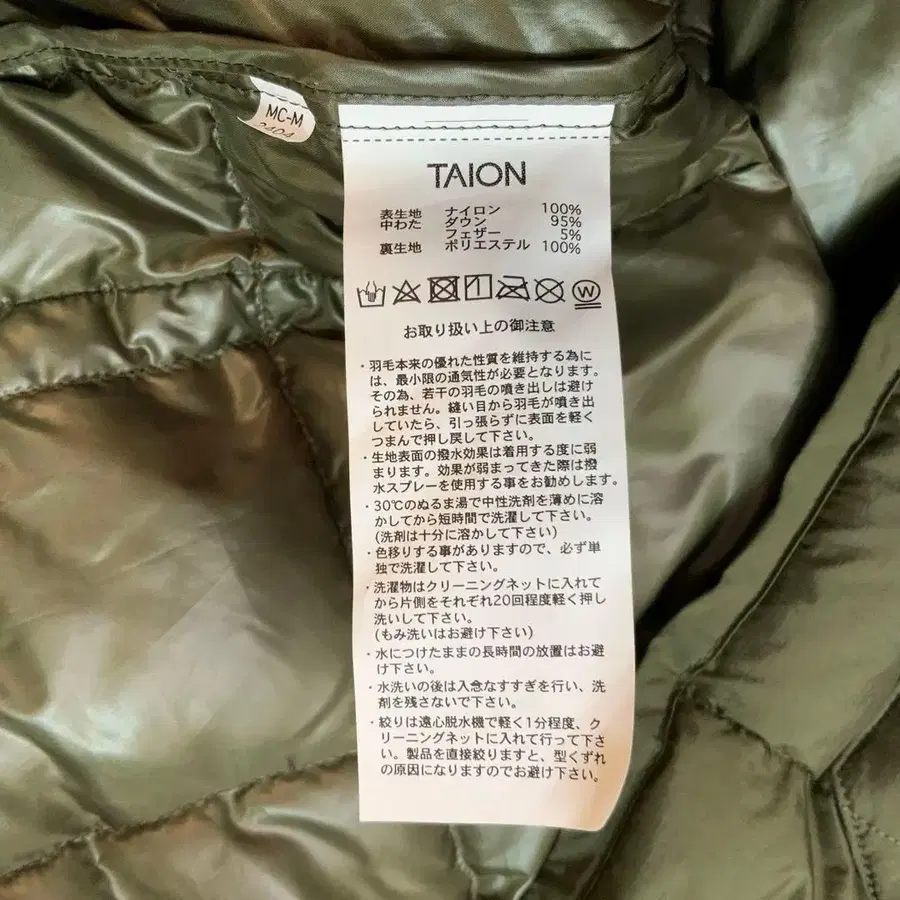 MC-M
2404
TAION
表生地 ナイロン 100%
中わた ダウン 95%
フェザー 5%
裏生地 ポリエステル 100%
W
お取り扱い上の御注意
・羽毛本来の優れた性質を維持する為に
は、最小限の通気性が必要となります。
その為、若干の羽毛の噴き出しは避け
られません。縫い目から羽毛が噴き出
していたら、引っ張らずに表面を軽く
つまんで押し戻して下さい。
・生地表面の撥水効果は着用する度に弱
まります。効果が弱まってきた際は撥
水スプレーを使用する事をお勧めします。
・30℃のぬるま湯で中性洗剤を薄めに溶
かしてから短時間で洗濯して下さい。
(洗剤は十分に溶かして下さい)
・色移りする事がありますので、必ず単
独で洗濯して下さい。
・洗濯物はクリーニングネットに入れて
から片側をそれぞれ20回程度軽く押し
洗いして下さい。
(もみ洗いはお避け下さい)
・水につけたままの長時間の放置はお避
け下さい。
・水洗いの後は入念なすすぎを行い、洗
剤を残さないで下さい。
・絞りは遠心脱水機で軽く1分程度、ク
リーニングネットに入れて行って下さ
い。製品を直接絞りますと、型くずれ
の原因になりますのでお避け下さい。